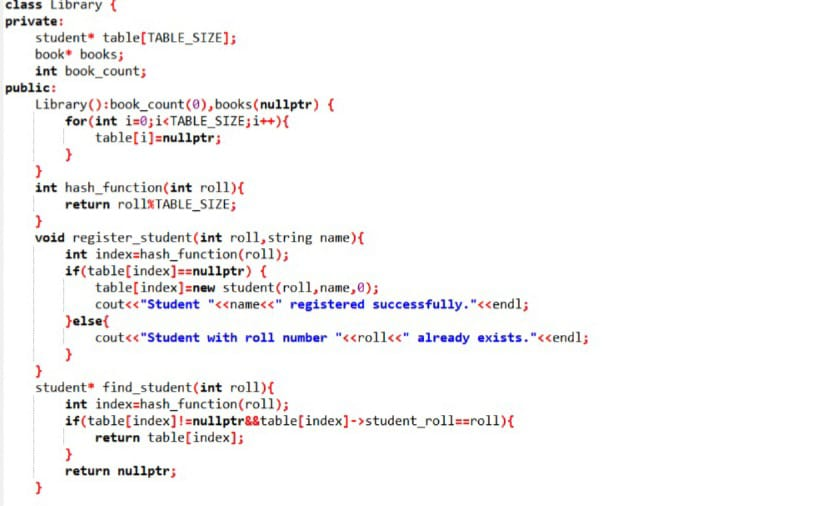 class Library {
private:
    student* table[TABLE_SIZE];
    book* books;
    int book_count;
public:
    Library():book_count(0),books(nullptr) {
        for(int i=0;i<TABLE_SIZE;i++){
            table[i]=nullptr;
        }
    }
    int hash_function(int roll){
        return roll%TABLE_SIZE;
    }
    void register_student(int roll,string name){
        int index=hash_function(roll);
        if(table[index]==nullptr) {
            table[index]=new student(roll,name,0);
            cout<<"Student "<<name<<" registered successfully."<<endl;
        }else{
            cout<<"Student with roll number "<<roll<<" already exists."<<endl;
        }
    }
    student* find_student(int roll){
        int index=hash_function(roll);
        if(table[index]!=nullptr&&table[index]->student_roll==roll){
            return table[index];
        }
        return nullptr;
    }